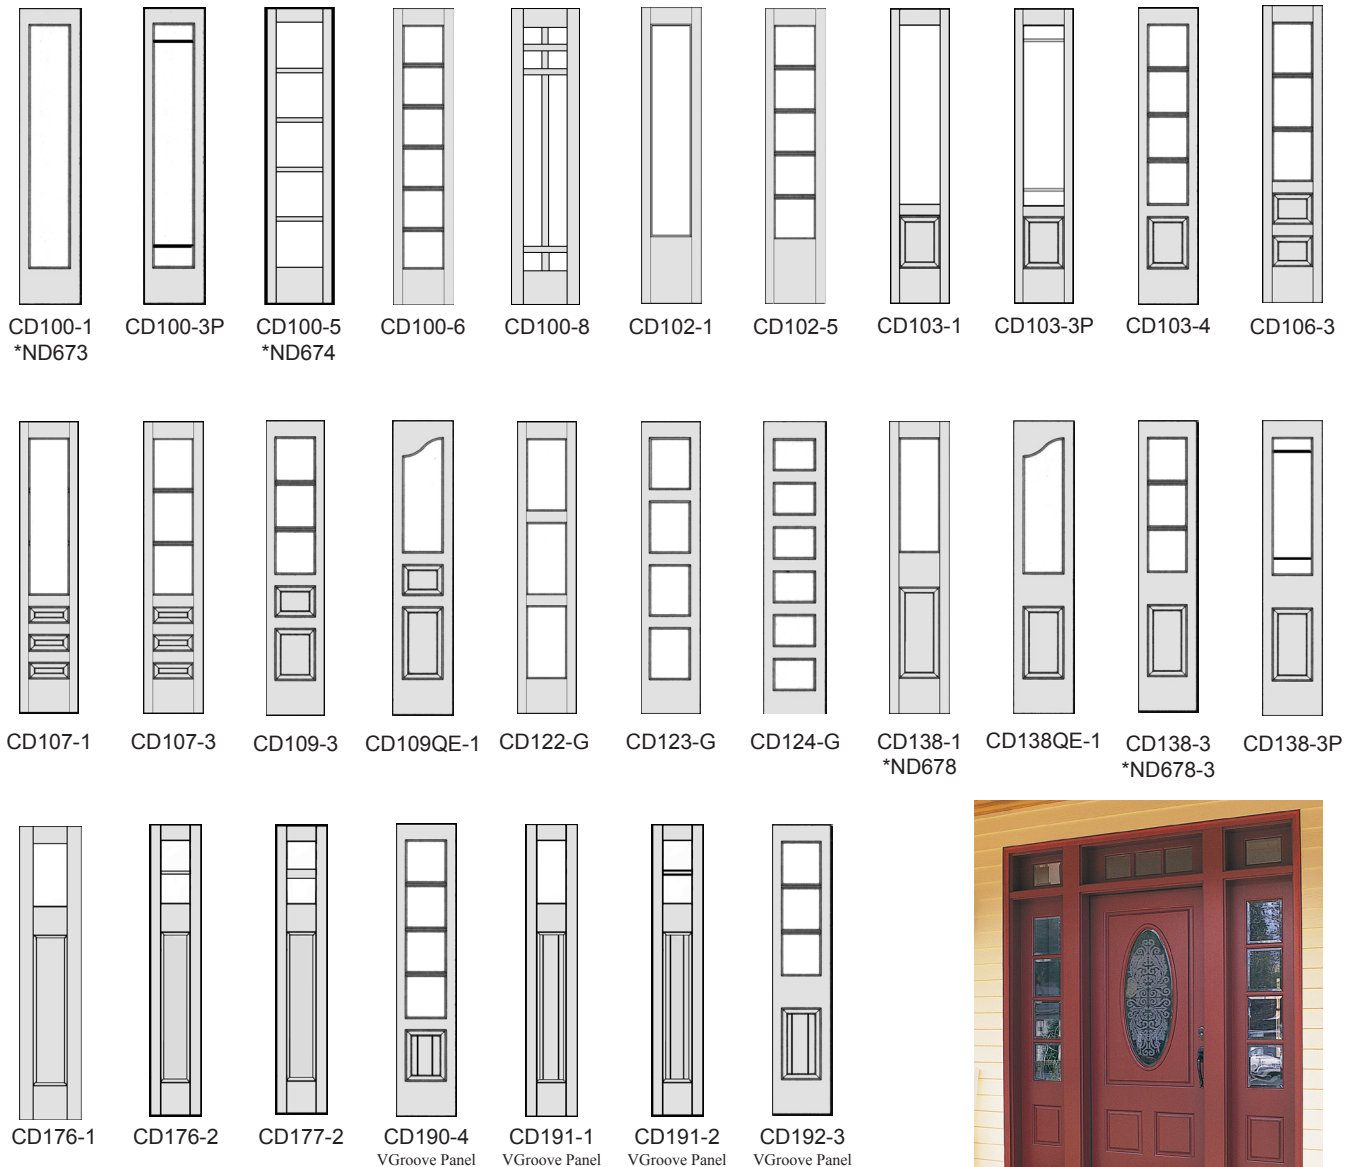 CD100-1 CD100-3P CD100-5 CD100-6 CD100-8 CD102-1 CD102-5 CD103-1 CD103-3P CD103-4 CD106-3
*ND673 *ND674
CD107-1 CD107-3 CD109-3 CD109QE-1 CD122-G CD123-G CD124-G CD138-1 CD138QE-1 CD138-3 CD138-3P
*ND678 *ND678-3
CD176-1 CD176-2 CD177-2 CD190-4 CD191-1 CD191-2 CD192-3
VGroove Panel VGroove Panel VGroove Panel VGroove Panel